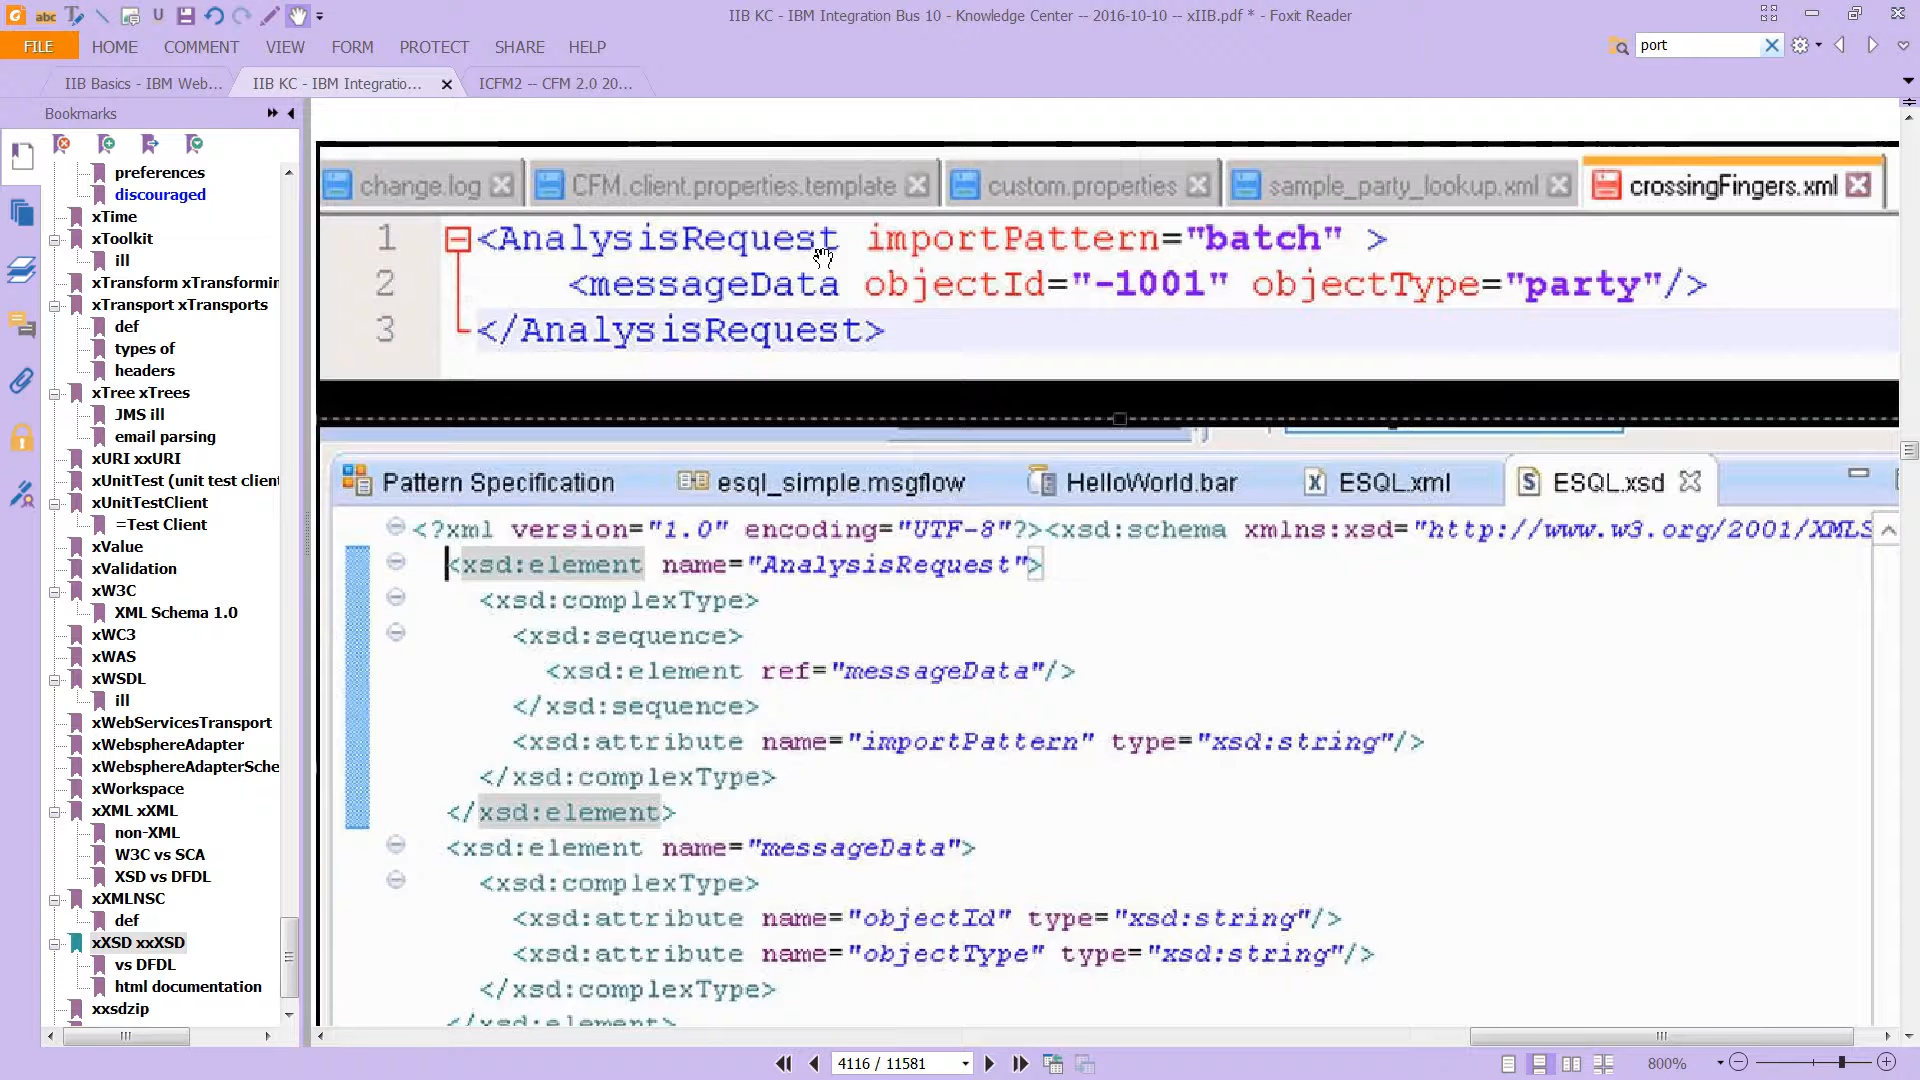 IIB KC - IBM Integration Bus 10 - Knowledge Center -- 2016-10-10 -- xIIB.pdf * - Foxit Reader
FILE HOME COMMENT VIEW FORM PROTECT SHARE HELP
port
IIB Basics - IBM Web... IIB KC - IBM Integratio... ICFM2 -- CFM 2.0 20...
Bookmarks
preferences
discouraged
xTime
xToolkit
ill
xTransform xTransformin
xTransport xTransports
def
types of
headers
xTree xTrees
JMS ill
email parsing
xURI xxURI
xUnitTest (unit test client
xUnitTestClient
=Test Client
xValue
xValidation
xW3C
XML Schema 1.0
xWC3
xWAS
xWSDL
ill
xWebServicesTransport
xWebsphereAdapter
xWebsphereAdapterSche
xWorkspace
xXML xXML
non-XML
W3C vs SCA
XSD vs DFDL
xXMLNSC
def
xXSD xxXSD
vs DFDL
html documentation
xxsdzip
change.log CFM.client.properties.template custom.properties sample_party_lookup.xml crossingFingers.xml
1 <AnalysisRequest importPattern="batch" >
2 <messageData objectId="-1001" objectType="party"/>
3 </AnalysisRequest>
Pattern Specification esql_simple.msgflow HelloWorld.bar ESQL.xml ESQL.xsd
<?xml version="1.0" encoding="UTF-8"?><xsd:schema xmlns:xsd="http://www.w3.org/2001/XMLS
<xsd:element name="AnalysisRequest">
<xsd:complexType>
<xsd:sequence>
<xsd:element ref="messageData"/>
</xsd:sequence>
<xsd:attribute name="importPattern" type="xsd:string"/>
</xsd:complexType>
</xsd:element>
<xsd:element name="messageData">
<xsd:complexType>
<xsd:attribute name="objectId" type="xsd:string"/>
<xsd:attribute name="objectType" type="xsd:string"/>
</xsd:complexType>
</xsd:element>
4116 / 11581
800%